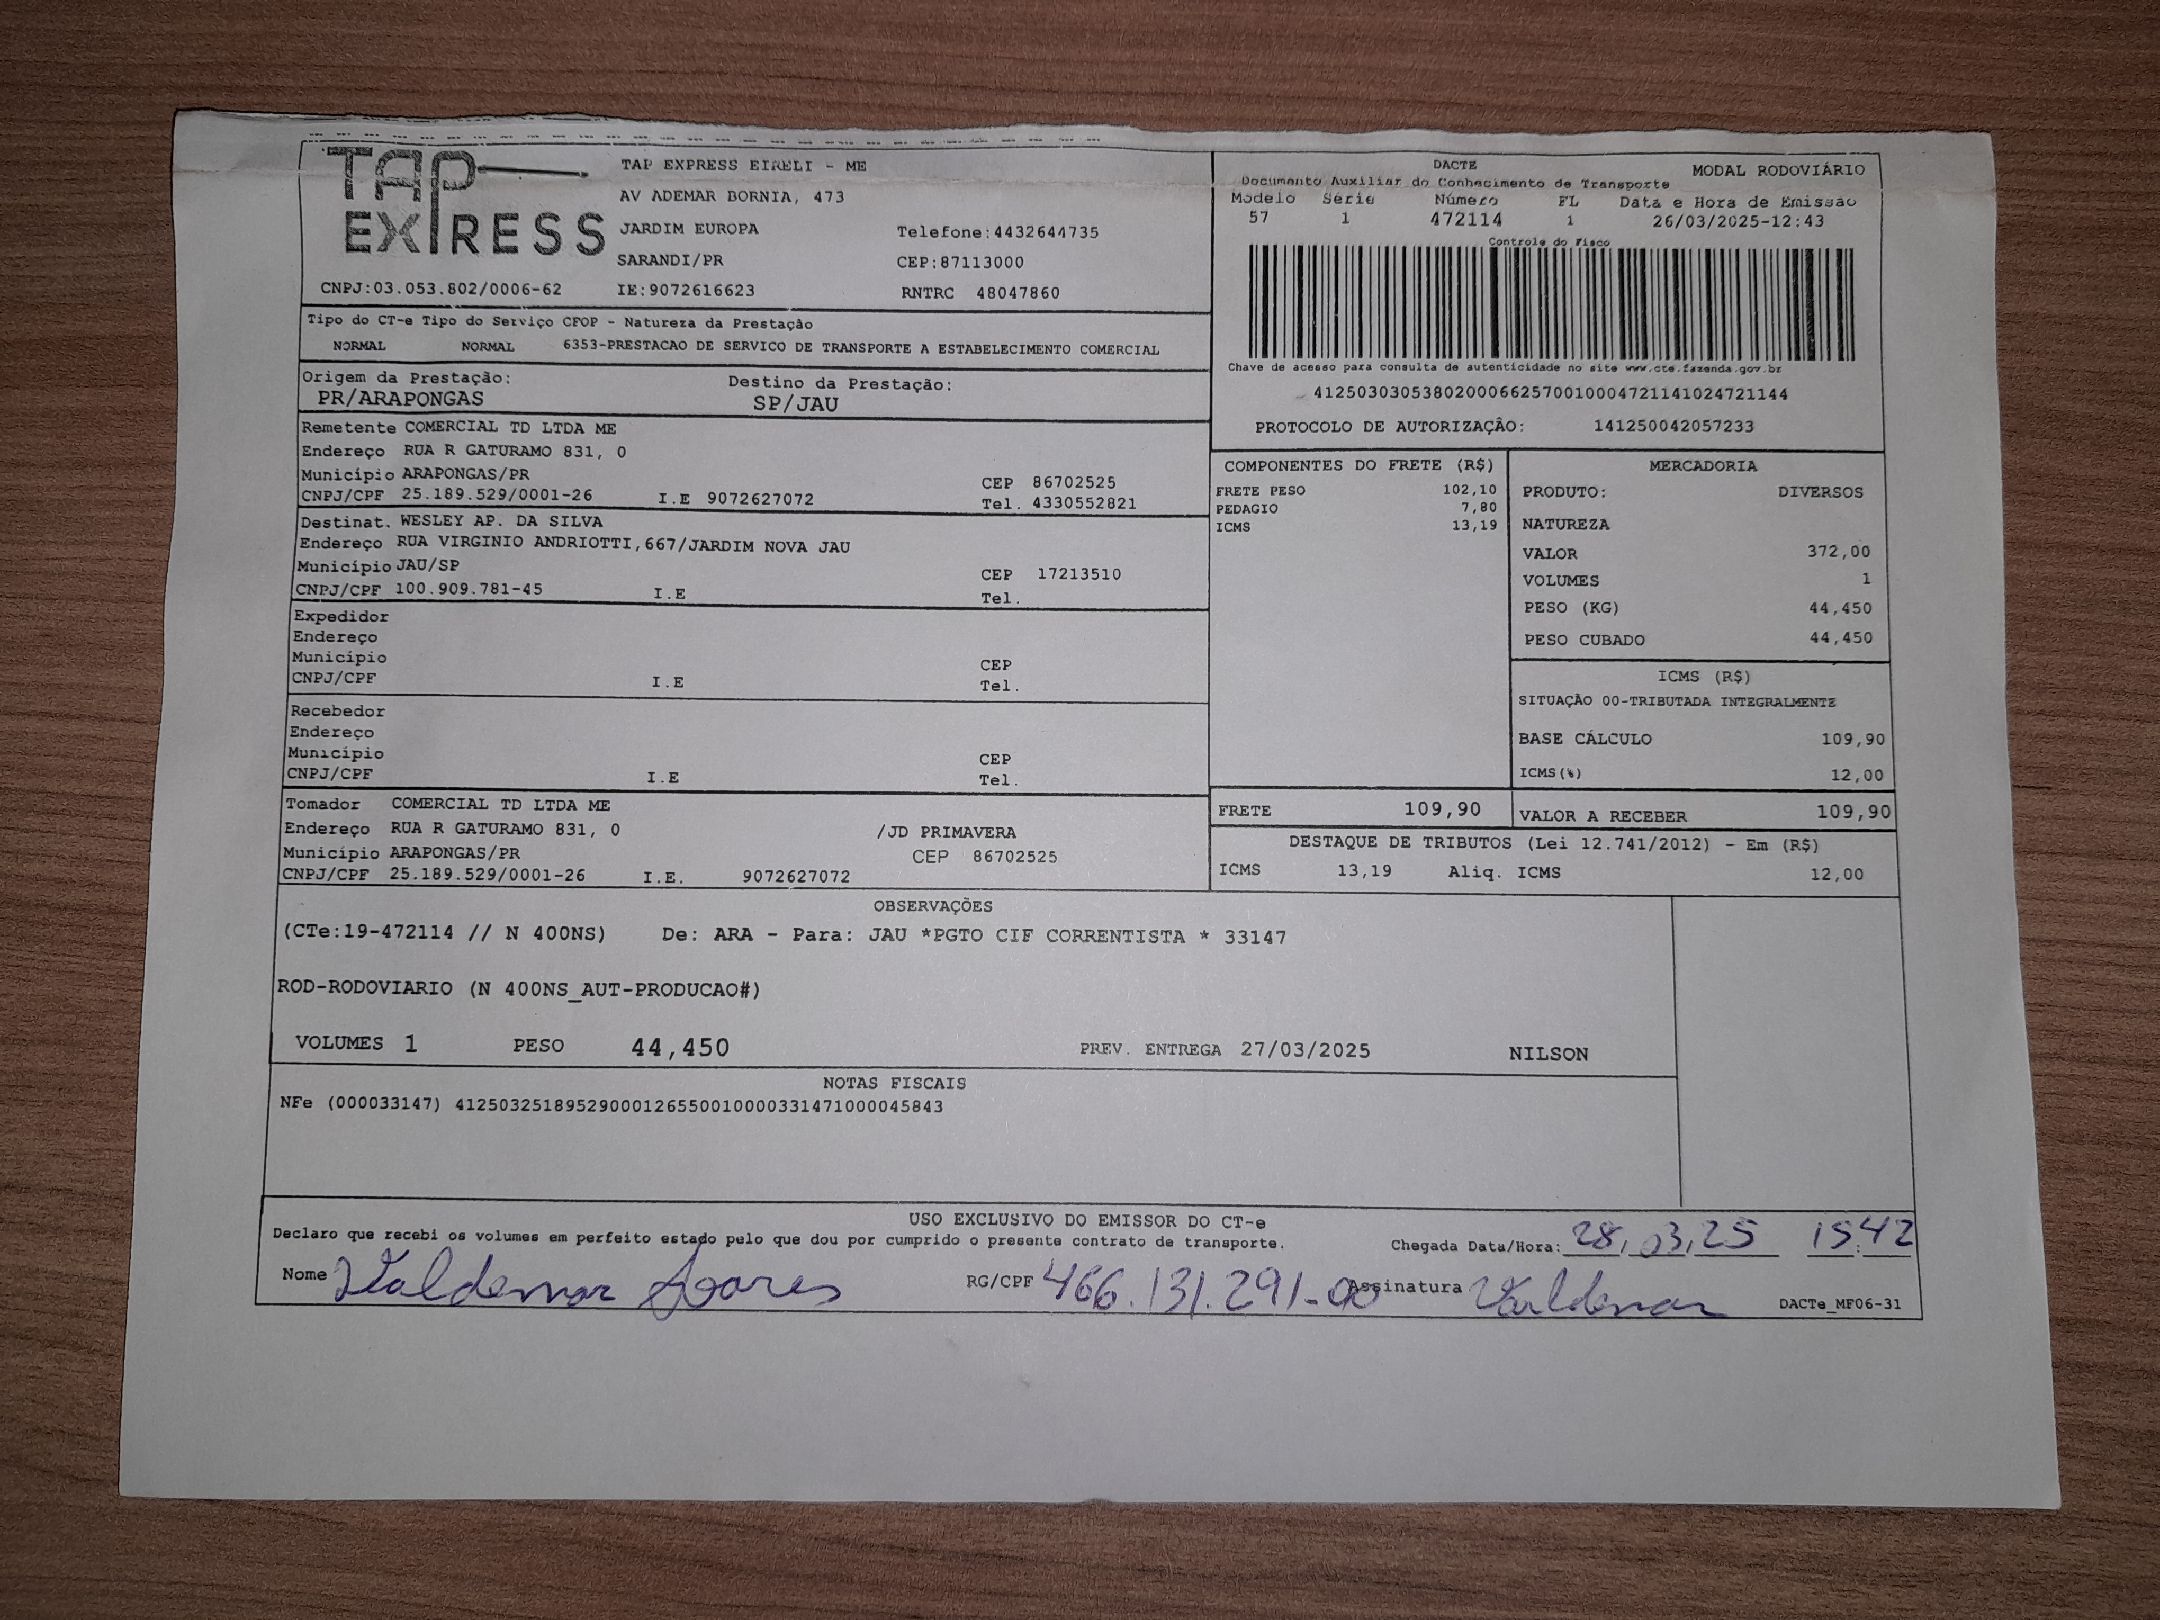 TAP EXPRESS
TAP EXPRESS EIRELI - ME
AV ADEMAR BORNIA, 473
JARDIM EUROPA Telefone:4432644735
SARANDI/PR CEP:87113000
CNPJ:03.053.802/0006-62 IE:9072616623 RNTRC 48047860
DACTE MODAL RODOVIÁRIO
Documento Auxiliar do Conhecimento de Transporte
Modelo Serie Número FL Data e Hora de Emissão
57 1 472114 1 26/03/2025-12:43
Controle do Fisco
Chave de acesso para consulta de autenticidade no site www.cte.fazenda.gov.br
41250303053802000662570010004721141024721144
PROTOCOLO DE AUTORIZAÇÃO: 141250042057233
Tipo do CT-e Tipo do Serviço CFOP - Natureza da Prestação
NORMAL NORMAL 6353-PRESTACAO DE SERVICO DE TRANSPORTE A ESTABELECIMENTO COMERCIAL
Origem da Prestação: Destino da Prestação:
PR/ARAPONGAS SP/JAU
Remetente COMERCIAL TD LTDA ME
Endereço RUA R GATURAMO 831, 0
Município ARAPONGAS/PR CEP 86702525
CNPJ/CPF 25.189.529/0001-26 I.E 9072627072 Tel. 4330552821
Destinat. WESLEY AP. DA SILVA
Endereço RUA VIRGINIO ANDRIOTTI,667/JARDIM NOVA JAU
Município JAU/SP CEP 17213510
CNPJ/CPF 100.909.781-45 I.E Tel.
Expedidor
Endereço
Município CEP
CNPJ/CPF I.E Tel.
Recebedor
Endereço
Município CEP
CNPJ/CPF I.E Tel.
Tomador COMERCIAL TD LTDA ME
Endereço RUA R GATURAMO 831, 0 /JD PRIMAVERA
Município ARAPONGAS/PR CEP 86702525
CNPJ/CPF 25.189.529/0001-26 I.E. 9072627072
COMPONENTES DO FRETE (R$)
FRETE PESO 102,10
PEDAGIO 7,80
ICMS 13,19
MERCADORIA
PRODUTO: DIVERSOS
NATUREZA
VALOR 372,00
VOLUMES 1
PESO (KG) 44,450
PESO CUBADO 44,450
ICMS (R$)
SITUAÇÃO 00-TRIBUTADA INTEGRALMENTE
BASE CÁLCULO 109,90
ICMS(%) 12,00
FRETE 109,90 VALOR A RECEBER 109,90
DESTAQUE DE TRIBUTOS (Lei 12.741/2012) - Em (R$)
ICMS 13,19 Aliq. ICMS 12,00
OBSERVAÇÕES
(CTe:19-472114 // N 400NS) De: ARA - Para: JAU *PGTO CIF CORRENTISTA * 33147
ROD-RODOVIARIO (N 400NS_AUT-PRODUCAO#)
VOLUMES 1 PESO 44,450 PREV. ENTREGA 27/03/2025 NILSON
NOTAS FISCAIS
NFe (000033147) 41250325189529000126550010000331471000045843
USO EXCLUSIVO DO EMISSOR DO CT-e
Declaro que recebi os volumes em perfeito estado pelo que dou por cumprido o presente contrato de transporte. Chegada Data/Hora: 28,03,25 15:42
Nome Valdemar Soares RG/CPF 466.131.291-00 Assinatura Valdemar DACTe_MF06-31